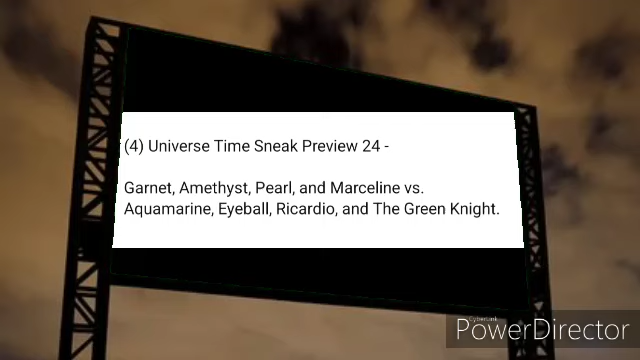 (4) Universe Time Sneak Preview 24 -
Garnet, Amethyst, Pearl, and Marceline vs.
Aquamarine, Eyeball, Ricardio, and The Green Knight.
CyberLink
PowerDirector